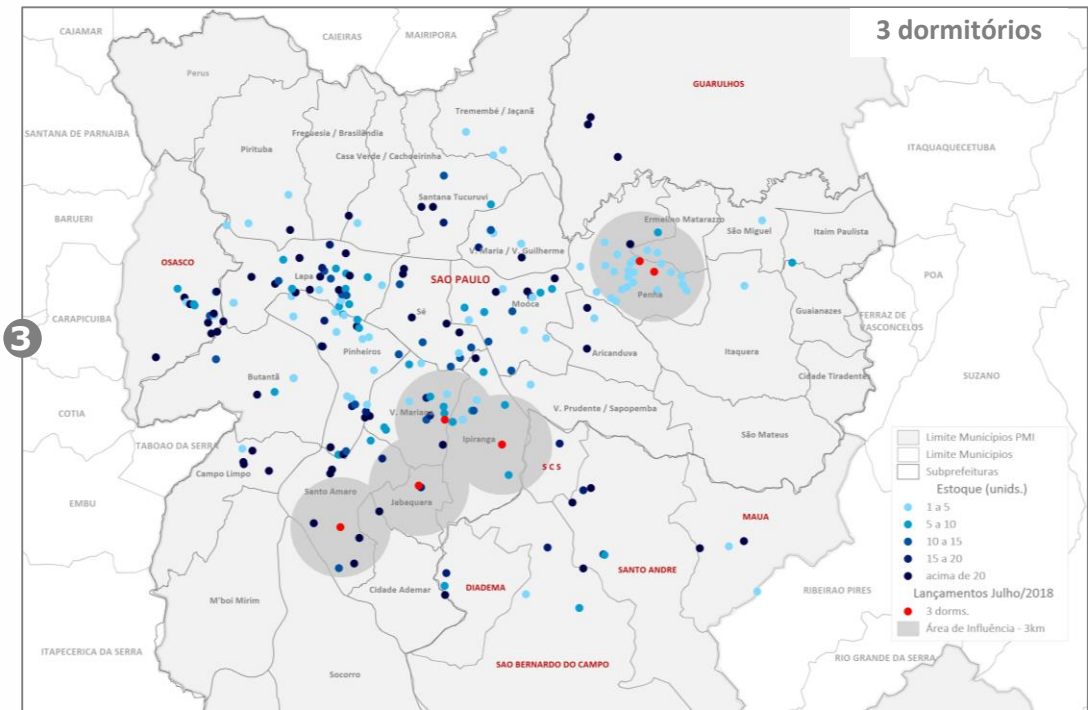 3 dormitórios
CAJAMAR
CAIEIRAS
MAIRIPORA
Perus
GUARULHOS
Tremembé / Jaçanã
SANTANA DE PARNAIBA
Freguesia / Brasilândia
ITAQUAQUECETUBA
Pirituba
Casa Verde / Cachoeirinha
Santana Tucuruvi
BARUERI
Ermelino Matarazzo
São Miguel
Itaim Paulista
V. Maria / V. Guilherme
OSASCO
Lapa
SAO PAULO
POA
Penha
Mooca
Sé
Guaianazes
CARAPICUIBA
FERRAZ DE
VASCONCELOS
3
Pinheiros
Aricanduva
Itaquera
Butantã
Cidade Tiradentes
SUZANO
COTIA
V. Mariana
V. Prudente / Sapopemba
São Mateus
TABOAO DA SERRA
Ipiranga
Campo Limpo
S C S
Santo Amaro
Jabaquara
EMBU
MAUA
SANTO ANDRE
Cidade Ademar
DIADEMA
RIBEIRAO PIRES
M'boi Mirim
ITAPECERICA DA SERRA
SAO BERNARDO DO CAMPO
RIO GRANDE DA SERRA
Socorro
Limite Municípios PMI
Limite Municipios
Subprefeituras
Estoque (unids.)
1 a 5
5 a 10
10 a 15
15 a 20
acima de 20
Lançamentos Julho/2018
3 dorms.
Área de Influência - 3km